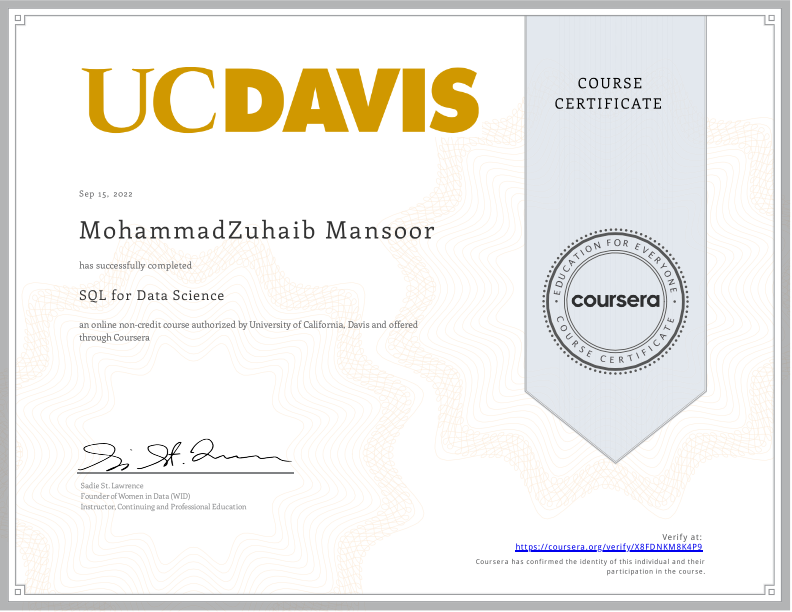 UCDAVIS
COURSE
CERTIFICATE
Sep 15, 2022
MohammadZuhaib Mansoor
has successfully completed
SQL for Data Science
an online non-credit course authorized by University of California, Davis and offered
through Coursera
EDUCATION FOR EVERYONE
coursera
COURSE CERTIFICATE
Sadie St. Lawrence
Founder of Women in Data (WID)
Instructor, Continuing and Professional Education
Verify at:
https://coursera.org/verify/X8FDNKM8K4P9
Coursera has confirmed the identity of this individual and their
participation in the course.